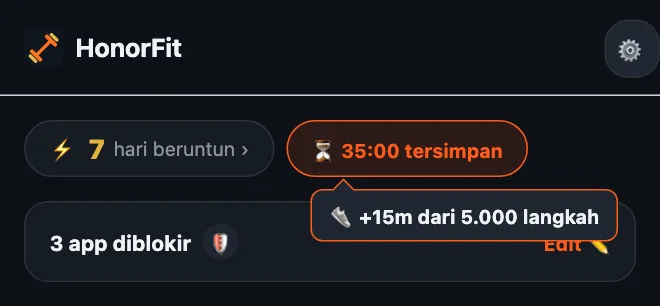 HonorFit
7 hari beruntun ›
35:00 tersimpan
+15m dari 5.000 langkah
3 app diblokir
Edit